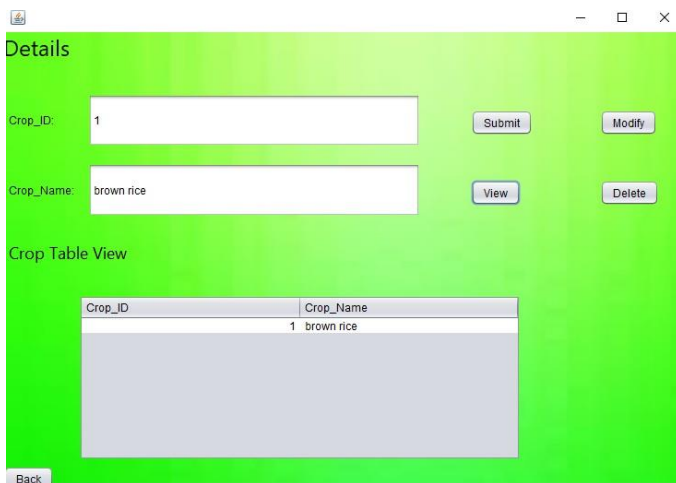 Details
Crop_ID: 1 Submit Modify
Crop_Name: brown rice View Delete
Crop Table View
Crop_ID Crop_Name
1 brown rice
Back